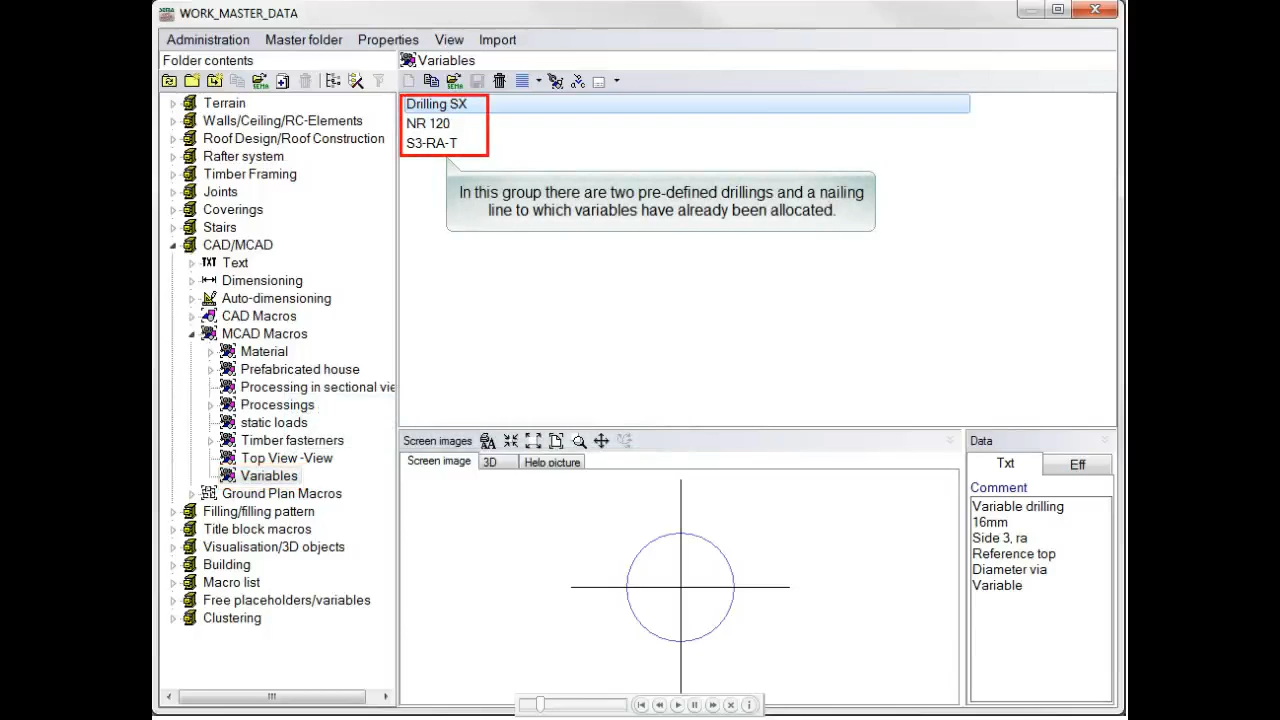 WORK_MASTER_DATA
Administration Master folder Properties View Import
Folder contents
Variables
Terrain
Walls/Ceiling/RC-Elements
Roof Design/Roof Construction
Rafter system
Timber Framing
Joints
Coverings
Stairs
CAD/MCAD
TXT Text
Dimensioning
Auto-dimensioning
CAD Macros
MCAD Macros
Material
Prefabricated house
Processing in sectional vie
Processings
static loads
Timber fasterners
Top View -View
Variables
Ground Plan Macros
Filling/filling pattern
Title block macros
Visualisation/3D objects
Building
Macro list
Free placeholders/variables
Clustering
Drilling SX
NR 120
S3-RA-T
In this group there are two pre-defined drillings and a nailing
line to which variables have already been allocated.
Screen images
Screen image 3D Help picture
Data
Txt Eff
Comment
Variable drilling
16mm
Side 3, ra
Reference top
Diameter via
Variable